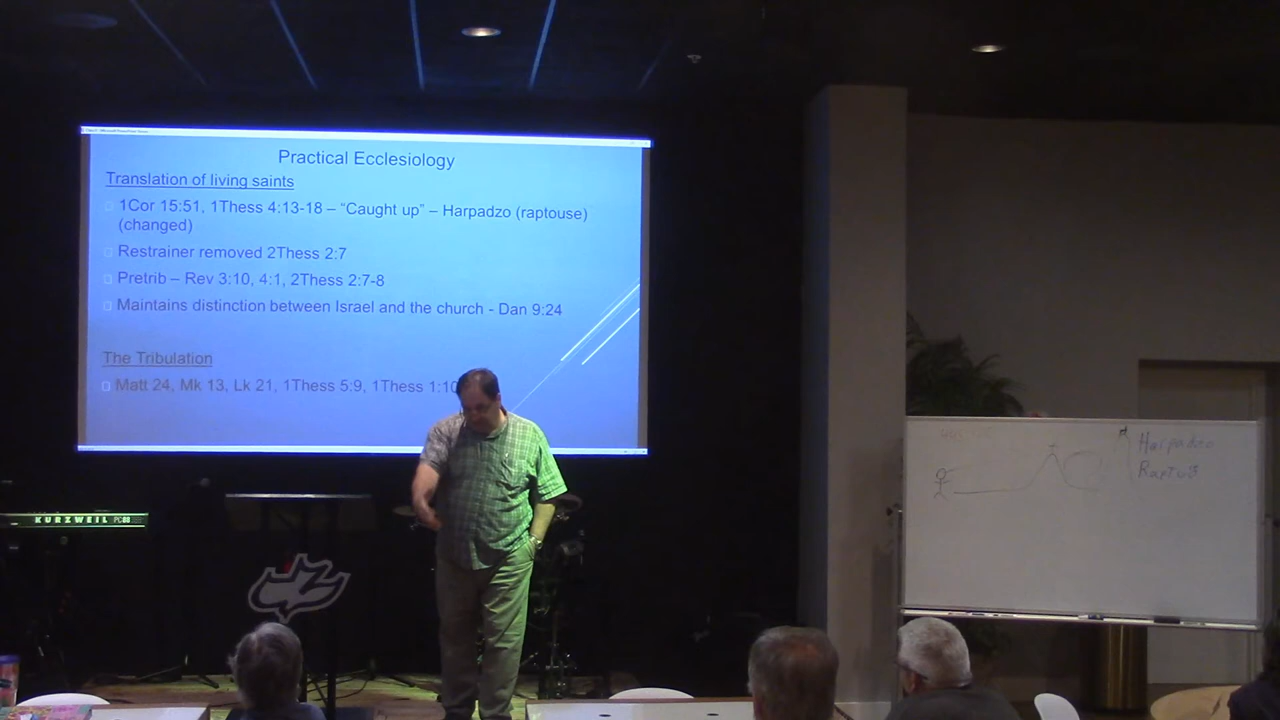 Practical Ecclesiology
Translation of living saints
1Cor 15:51, 1Thess 4:13-18 – “Caught up” – Harpadzo (raptouse)
(changed)
Restrainer removed 2Thess 2:7
Pretrib – Rev 3:10, 4:1, 2Thess 2:7-8
Maintains distinction between Israel and the church - Dan 9:24
The Tribulation
Matt 24, Mk 13, Lk 21, 1Thess 5:9, 1Thess 1:10
KURZWEIL PC88
Harpadzo